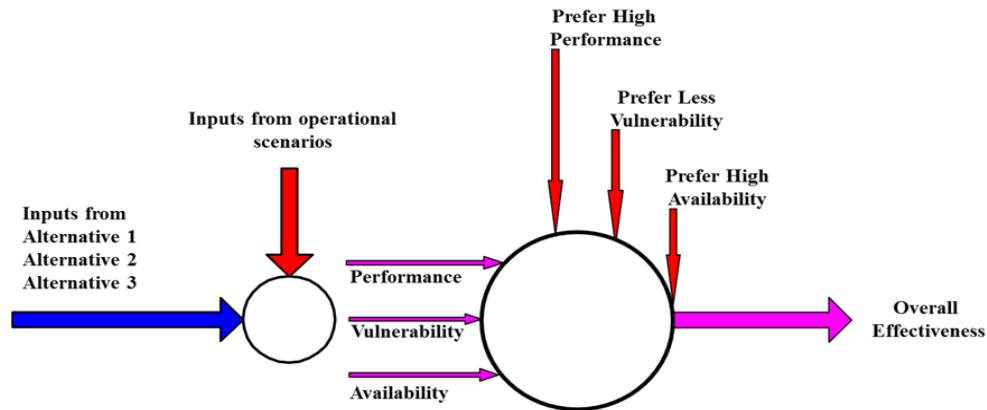 Prefer High
Performance
Prefer Less
Vulnerability
Inputs from operational
scenarios
Prefer High
Availability
Inputs from
Alternative 1
Alternative 2
Alternative 3
Performance
Vulnerability
Availability
Overall
Effectiveness